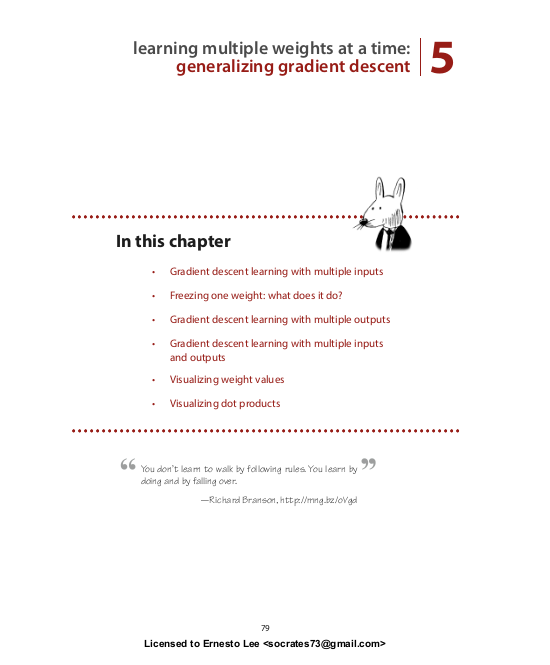 learning multiple weights at a time:
generalizing gradient descent
5
In this chapter
• Gradient descent learning with multiple inputs
• Freezing one weight: what does it do?
• Gradient descent learning with multiple outputs
• Gradient descent learning with multiple inputs
and outputs
• Visualizing weight values
• Visualizing dot products
“ You don’t learn to walk by following rules. You learn by ”
doing and by falling over.
—Richard Branson, http://mng.bz/oVgd
79
Licensed to Ernesto Lee <socrates73@gmail.com>